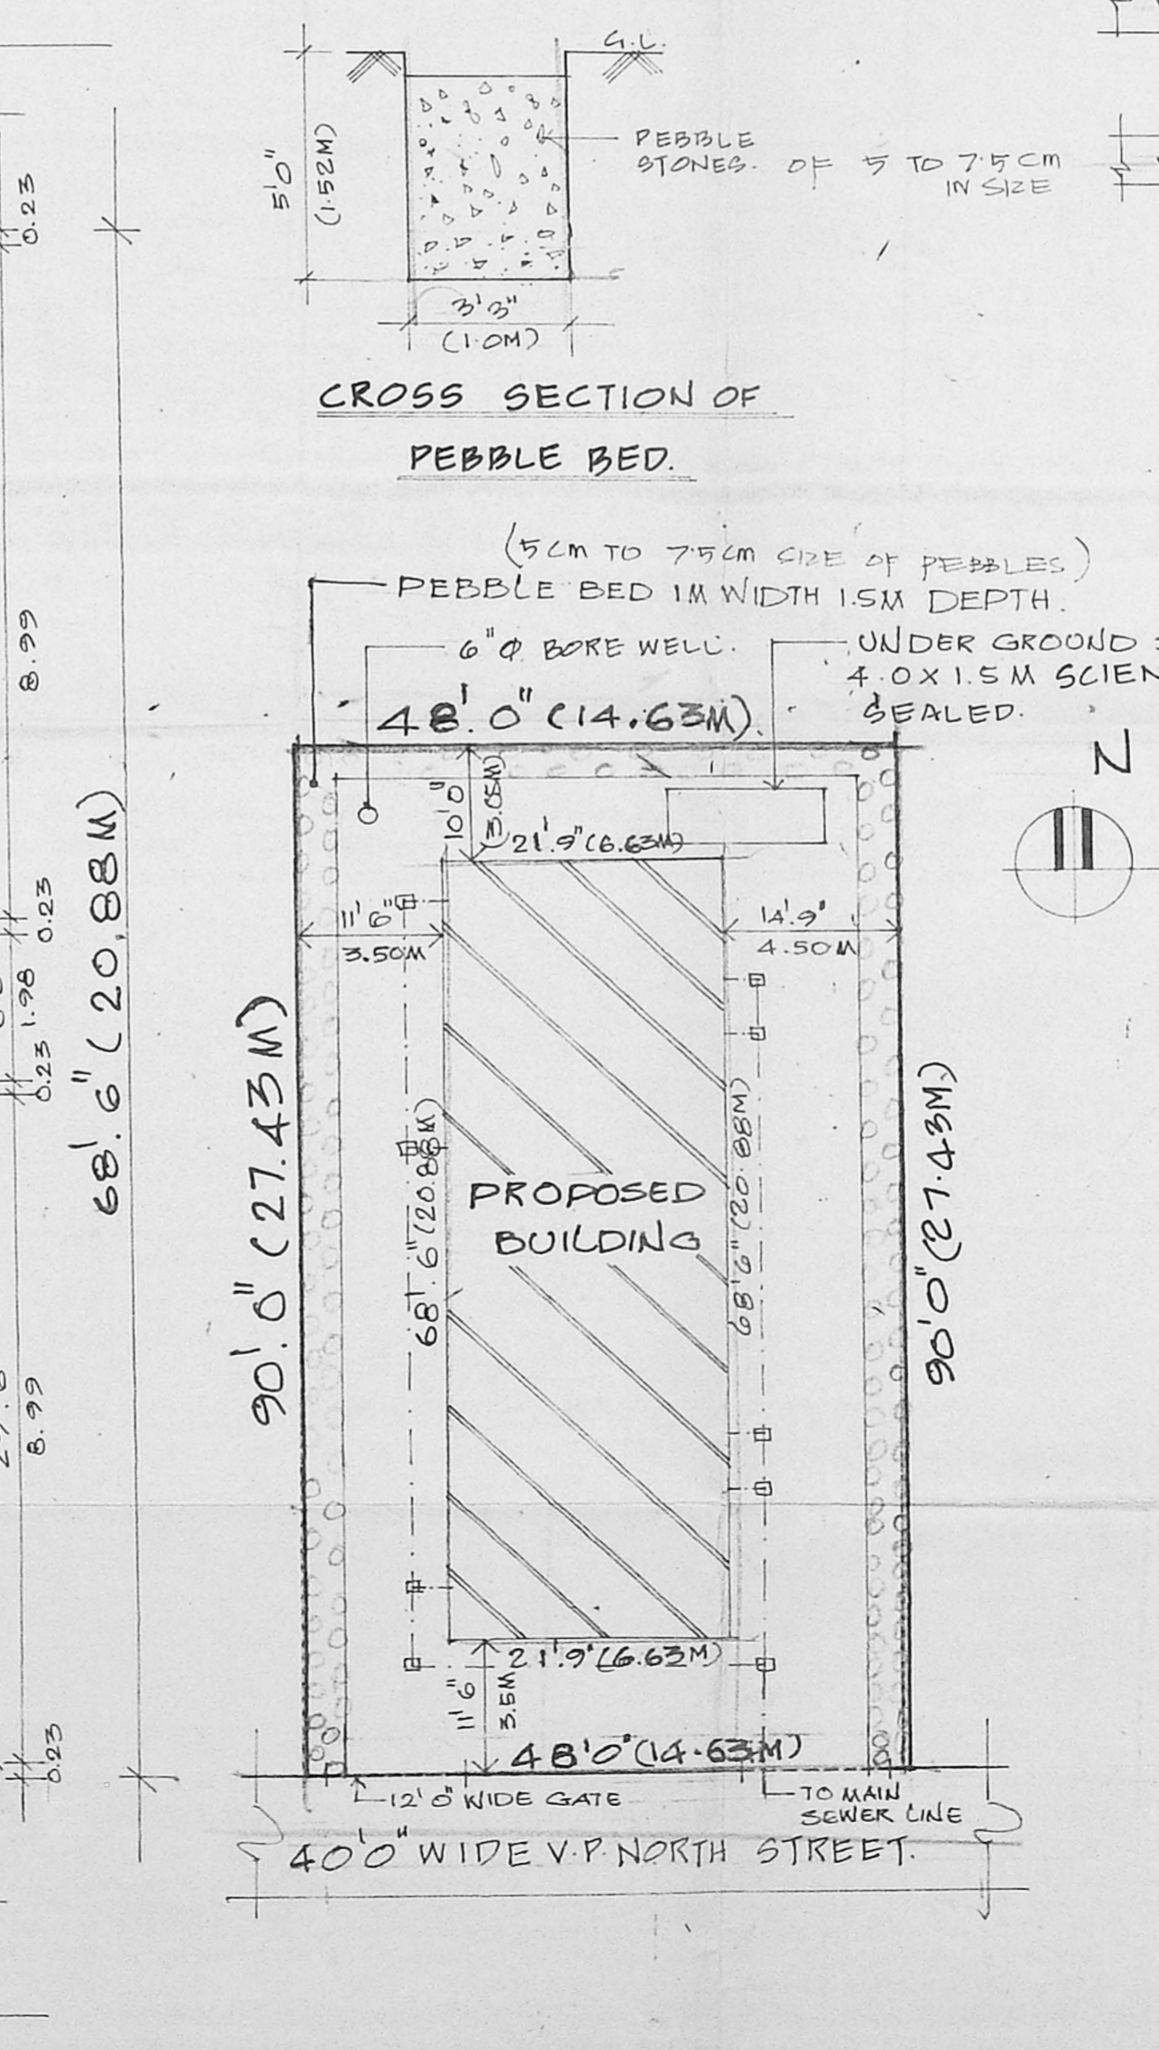 G.L.
5'0"
(1.52M)
PEBBLE
STONES. OF 5 TO 7.5 CM
IN SIZE
3'3"
(1.0M)
CROSS SECTION OF
PEBBLE BED.
(5CM TO 7.5CM SIZE OF PEBBLES)
PEBBLE BED 1M WIDTH 1.5M DEPTH.
6"Ø BORE WELL.
UNDER GROUND
4.0X1.5M SCIEN
SEALED.
48'.0"(14.63M).
N
10'0"
(3.05M)
21'.9"(6.63M)
11'6"
3.50M
14'.9"
4.50M
90'.0" (27.43M)
68'.6"(20.88M)
PROPOSED
BUILDING
68'6"(20.88M)
90'0"(27.43M)
21'.9"(6.63M)
11'6"
3.5M
48'0"(14.63M)
12'0" WIDE GATE
TO MAIN
SEWER LINE
40'0" WIDE V.P. NORTH STREET.
0.23
8.99
68'.6" (20.88M)
0.23
1.98
0.23
8.99
0.23